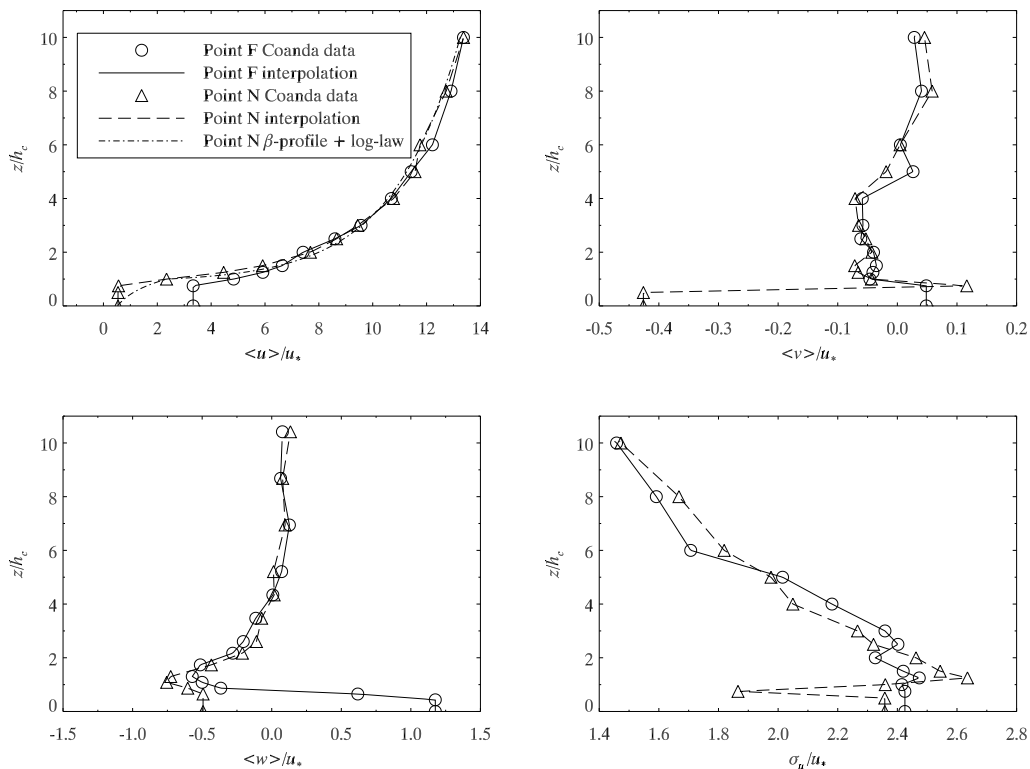 10
8
6
4
2
0
z/h_c
Point F Coanda data
Point F interpolation
Point N Coanda data
Point N interpolation
Point N β-profile + log-law
0 2 4 6 8 10 12 14
<u>/u_*
10
8
6
4
2
0
z/h_c
-0.5 -0.4 -0.3 -0.2 -0.1 0.0 0.1 0.2
<v>/u_*
10
8
6
4
2
0
z/h_c
-1.5 -1.0 -0.5 0.0 0.5 1.0 1.5
<w>/u_*
10
8
6
4
2
0
z/h_c
1.4 1.6 1.8 2.0 2.2 2.4 2.6 2.8
σ_u/u_*